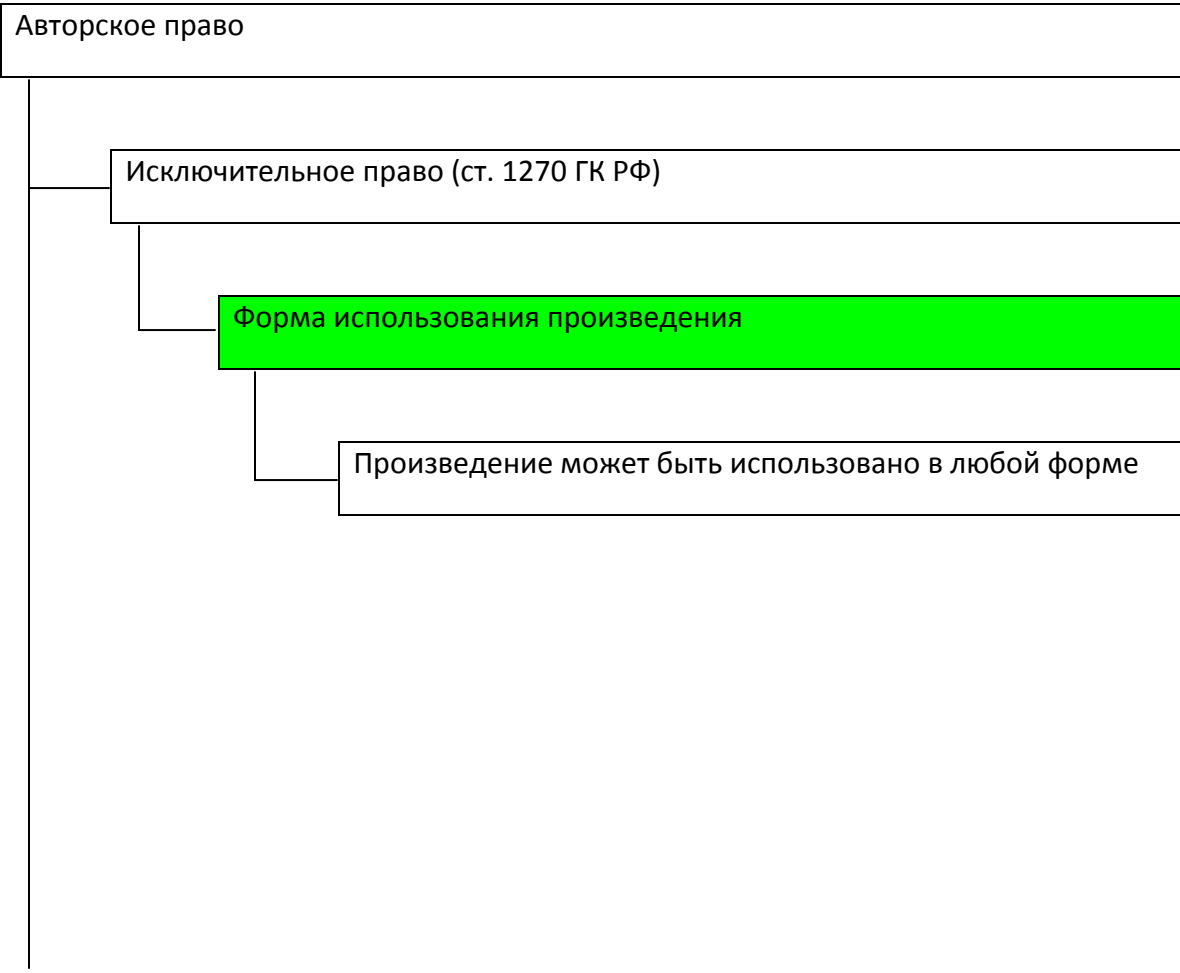 Авторское право
Исключительное право (ст. 1270 ГК РФ)
Форма использования произведения
Произведение может быть использовано в любой форме